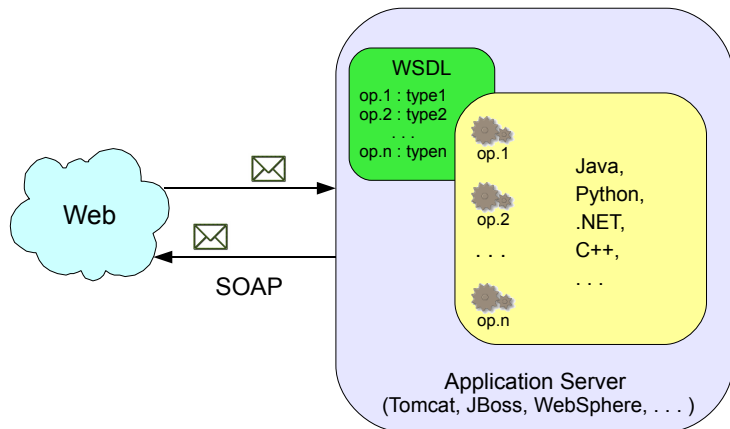 WSDL
op.1 : type1
op.2 : type2
. . .
op.n : typen
op.1
op.2
. . .
op.n
Java,
Python,
.NET,
C++,
. . .
Web
SOAP
Application Server
(Tomcat, JBoss, WebSphere, . . . )